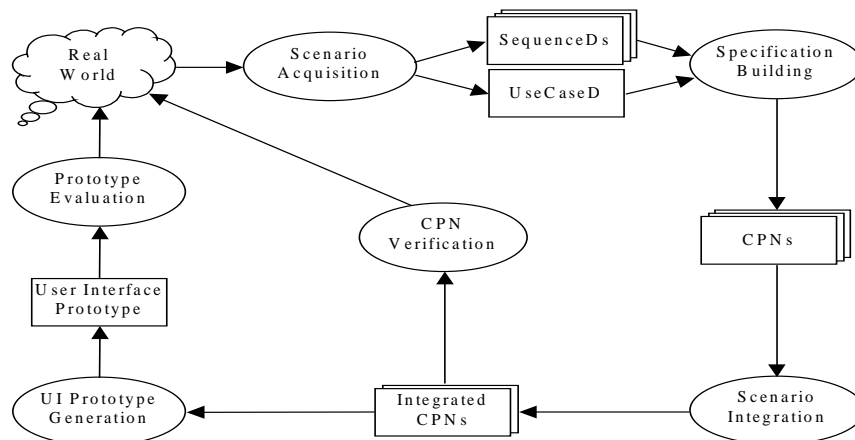 Real
World
Scenario
Acquisition
SequenceDs
UseCaseD
Specification
Building
Prototype
Evaluation
CPN
Verification
CPNs
User Interface
Prototype
UI Prototype
Generation
Integrated
CPNs
Scenario
Integration